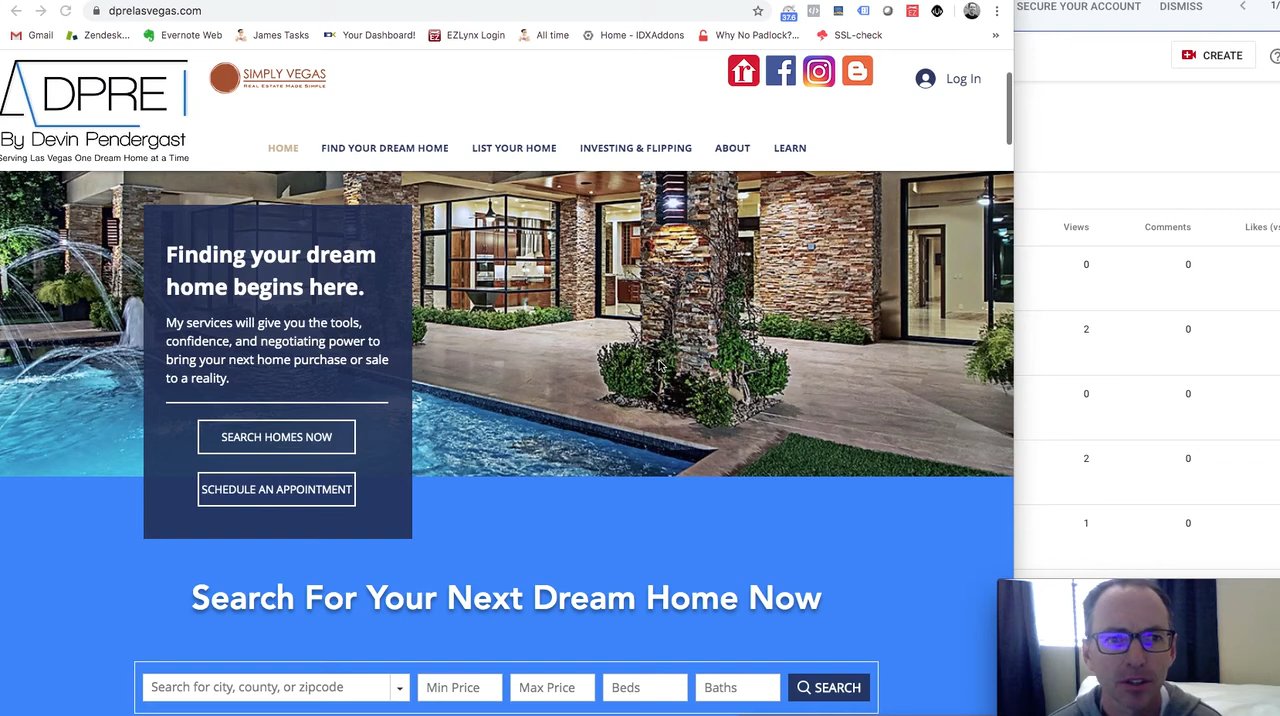 dprelasvegas.com
37.6
SECURE YOUR ACCOUNT DISMISS
Gmail Zendesk... Evernote Web James Tasks Your Dashboard! EZLynx Login All time Home - IDXAddons Why No Padlock?... SSL-check »
CREATE
DPRE
By Devin Pendergast
Serving Las Vegas One Dream Home at a Time
SIMPLY VEGAS
REAL ESTATE MADE SIMPLE
Log In
HOME FIND YOUR DREAM HOME LIST YOUR HOME INVESTING & FLIPPING ABOUT LEARN
Views Comments Likes (vs
0 0
2 0
0 0
2 0
1 0
Finding your dream
home begins here.
My services will give you the tools,
confidence, and negotiating power to
bring your next home purchase or sale
to a reality.
SEARCH HOMES NOW
SCHEDULE AN APPOINTMENT
Search For Your Next Dream Home Now
Search for city, county, or zipcode Min Price Max Price Beds Baths SEARCH